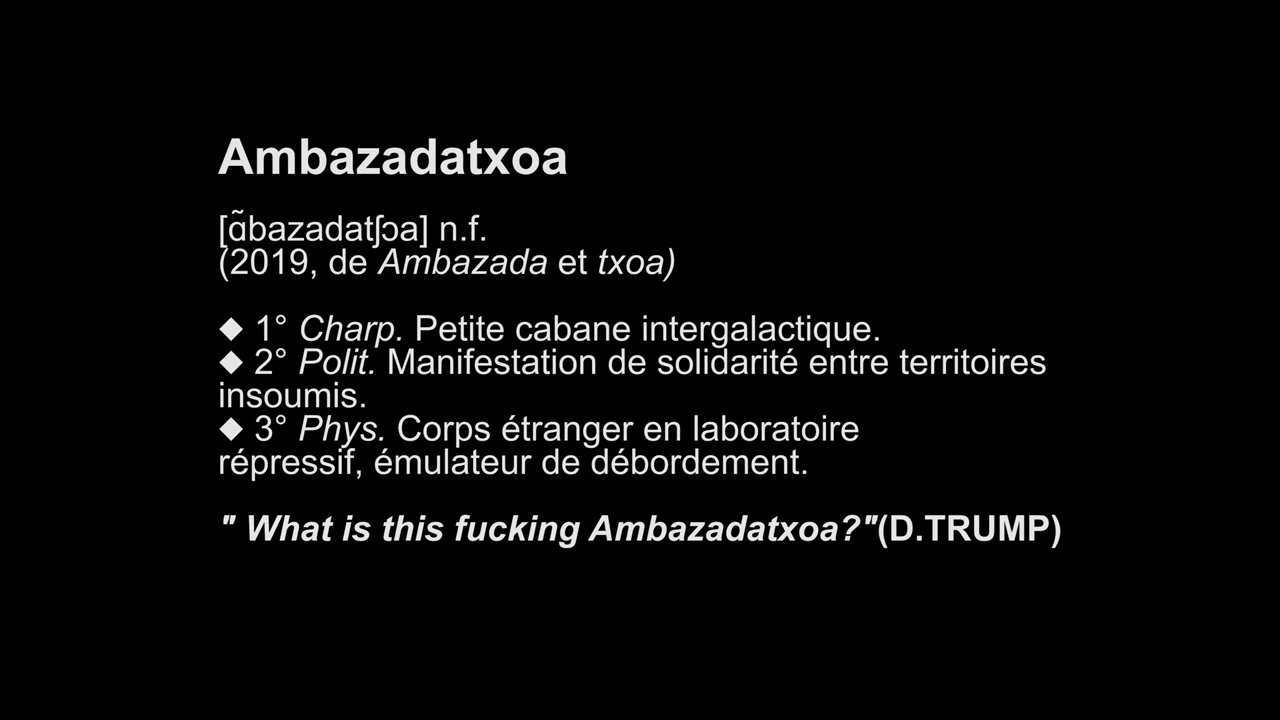 Ambazadatxoa
[ɑ̃bazadatʃɔa] n.f.
(2019, de Ambazada et txoa)
◆ 1° Charp. Petite cabane intergalactique.
◆ 2° Polit. Manifestation de solidarité entre territoires
insoumis.
◆ 3° Phys. Corps étranger en laboratoire
répressif, émulateur de débordement.
" What is this fucking Ambazadatxoa?"(D.TRUMP)